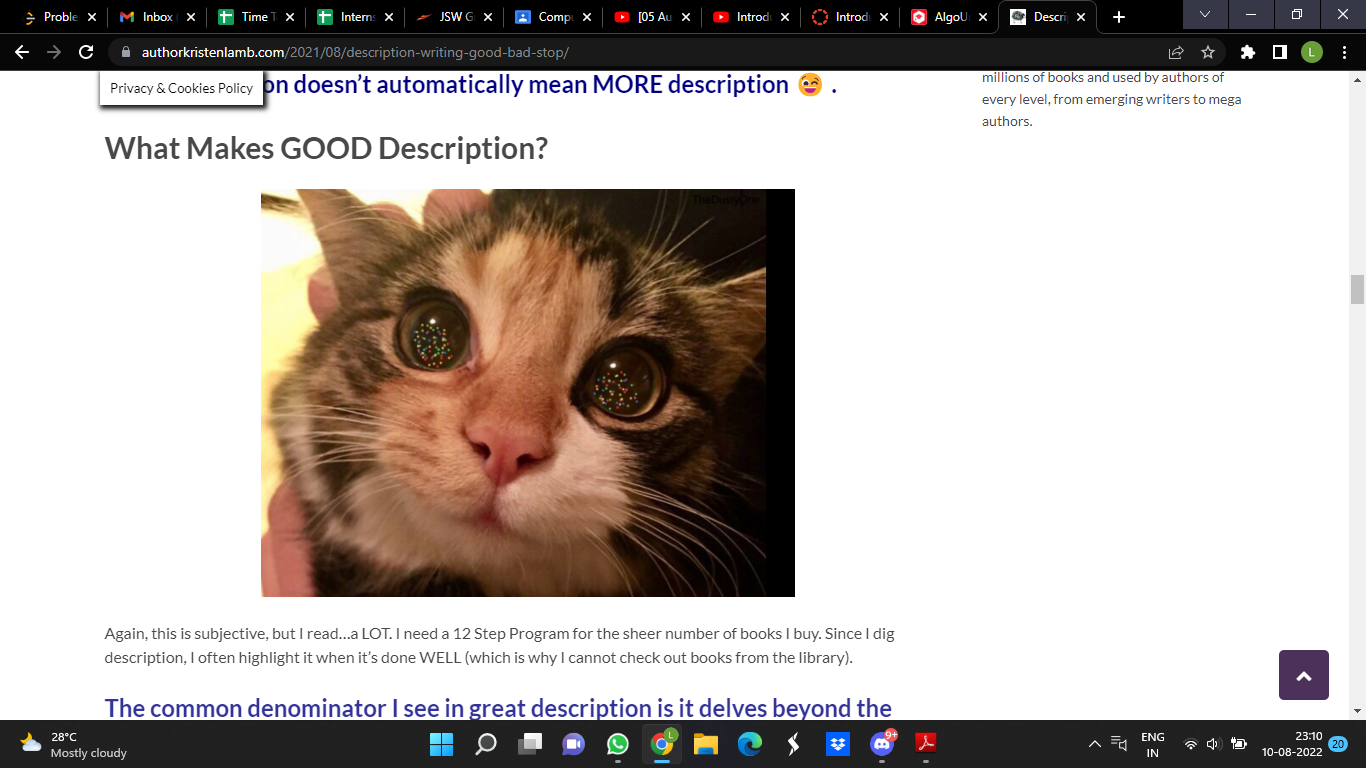 Proble
Inbox
Time T
Interns
JSW G
Compu
[05 Au
Introdu
Introdu
AlgoU
Descrip
authorkristenlamb.com/2021/08/description-writing-good-bad-stop/
L
Privacy & Cookies Policy
on doesn't automatically mean MORE description 😜 .
millions of books and used by authors of
every level, from emerging writers to mega
authors.
What Makes GOOD Description?
TheDustyOne
Again, this is subjective, but I read…a LOT. I need a 12 Step Program for the sheer number of books I buy. Since I dig
description, I often highlight it when it's done WELL (which is why I cannot check out books from the library).
The common denominator I see in great description is it delves beyond the
28°C
Mostly cloudy
L
9+
ENG
IN
23:10
10-08-2022
20